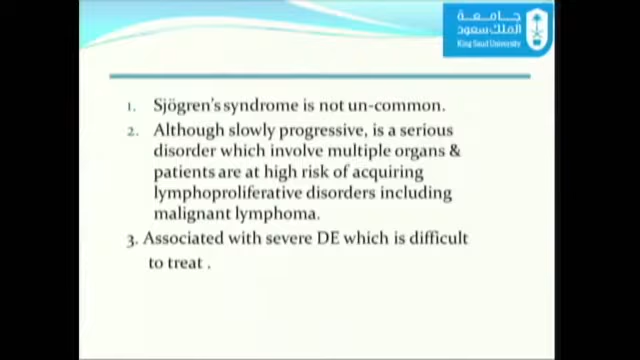 جامعة
الملك سعود
King Saud University
1. Sjögren's syndrome is not un-common.
2. Although slowly progressive, is a serious
disorder which involve multiple organs &
patients are at high risk of acquiring
lymphoproliferative disorders including
malignant lymphoma.
3. Associated with severe DE which is difficult
to treat .